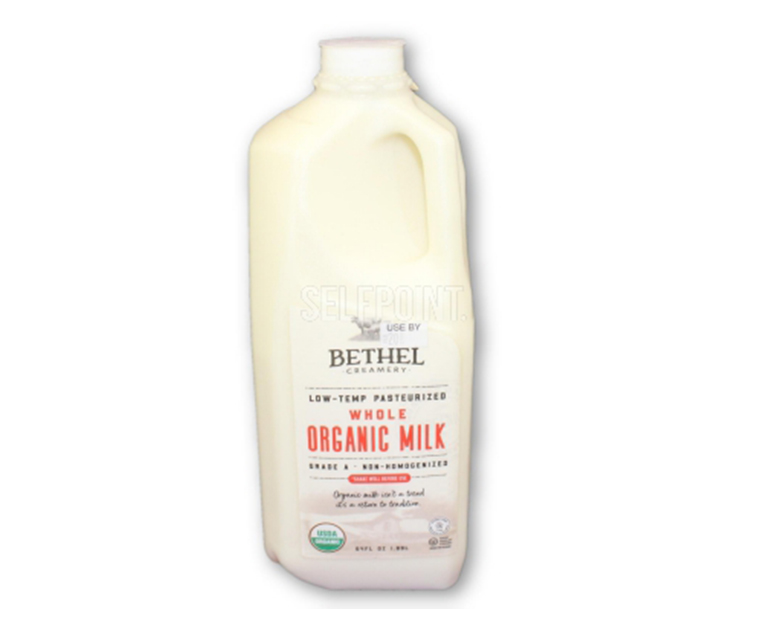 SELFPOINT.
USE BY
BETHEL
·CREAMERY·
LOW-TEMP PASTEURIZED
WHOLE
ORGANIC MILK
GRADE A · NON-HOMOGENIZED
Organic milk isn't a trend
it's a return to tradition.
USDA
ORGANIC